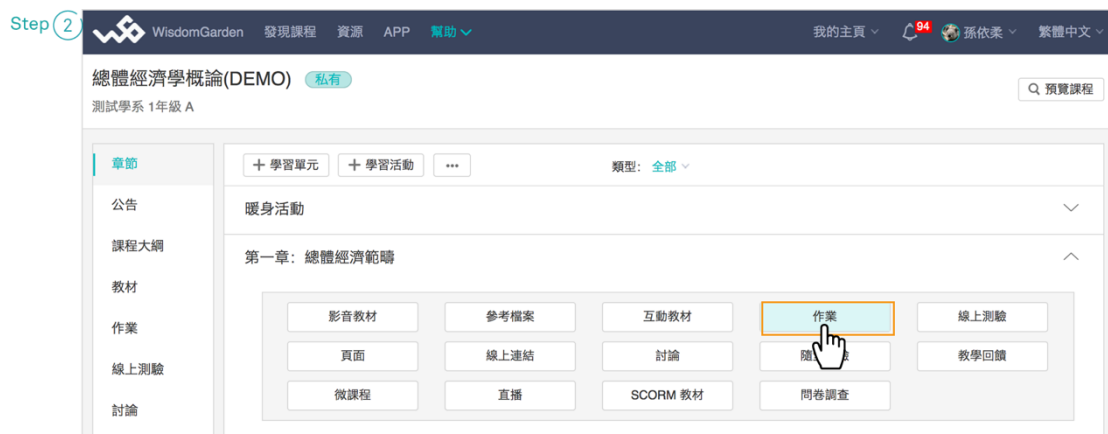 Step 2
WisdomGarden 發現課程 資源 APP 幫助 我的主頁 94 孫依柔 繁體中文
總體經濟學概論(DEMO) 私有
預覽課程
測試學系 1年級 A
章節
+ 學習單元 + 學習活動 ••• 類型: 全部
公告
暖身活動
課程大綱
第一章: 總體經濟範疇
教材
影音教材 參考檔案 互動教材 作業 線上測驗
作業
頁面 線上連結 討論 隨 教學回饋
線上測驗
微課程 直播 SCORM 教材 問卷調查
討論